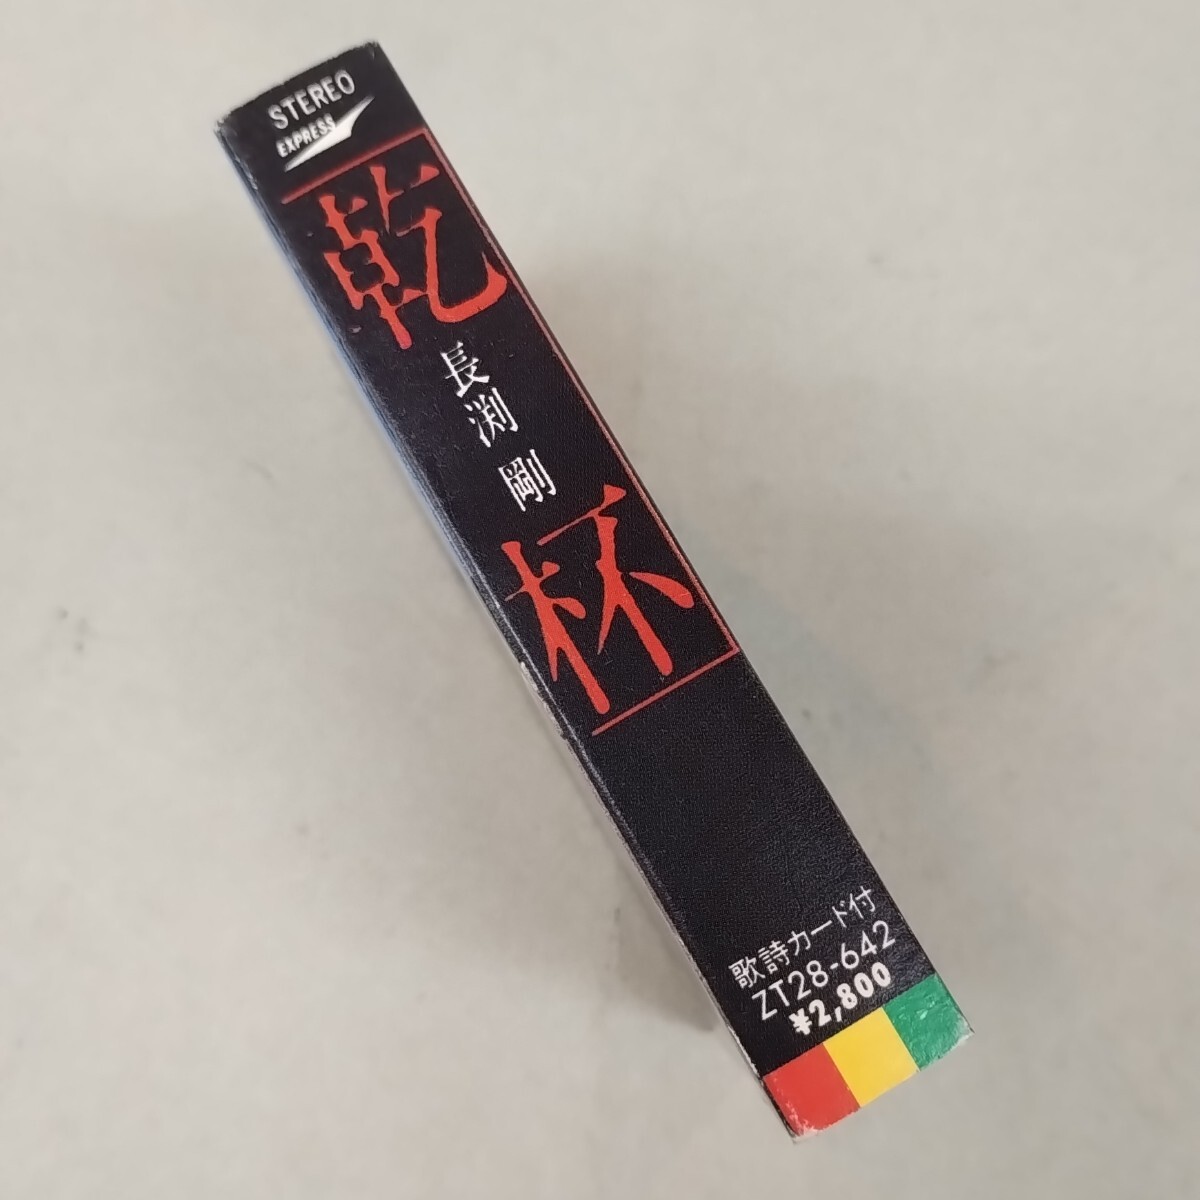 STEREO
EXPRESS
乾杯
長渕 剛
歌詩カード付
ZT28-642
¥2,800